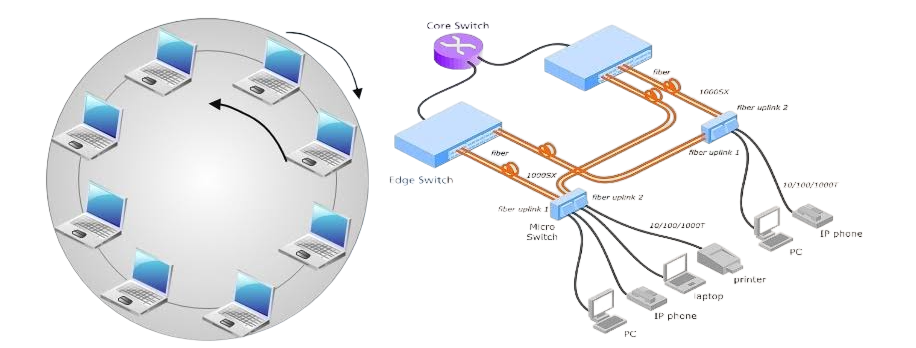 Core Switch
fiber
1000SX
fiber uplink 2
fiber uplink 1
Edge Switch
fiber
1000SX
fiber uplink 1
fiber uplink 2
Micro
Switch
10/100/1000T
10/100/1000T
PC
IP phone
printer
laptop
IP phone
PC